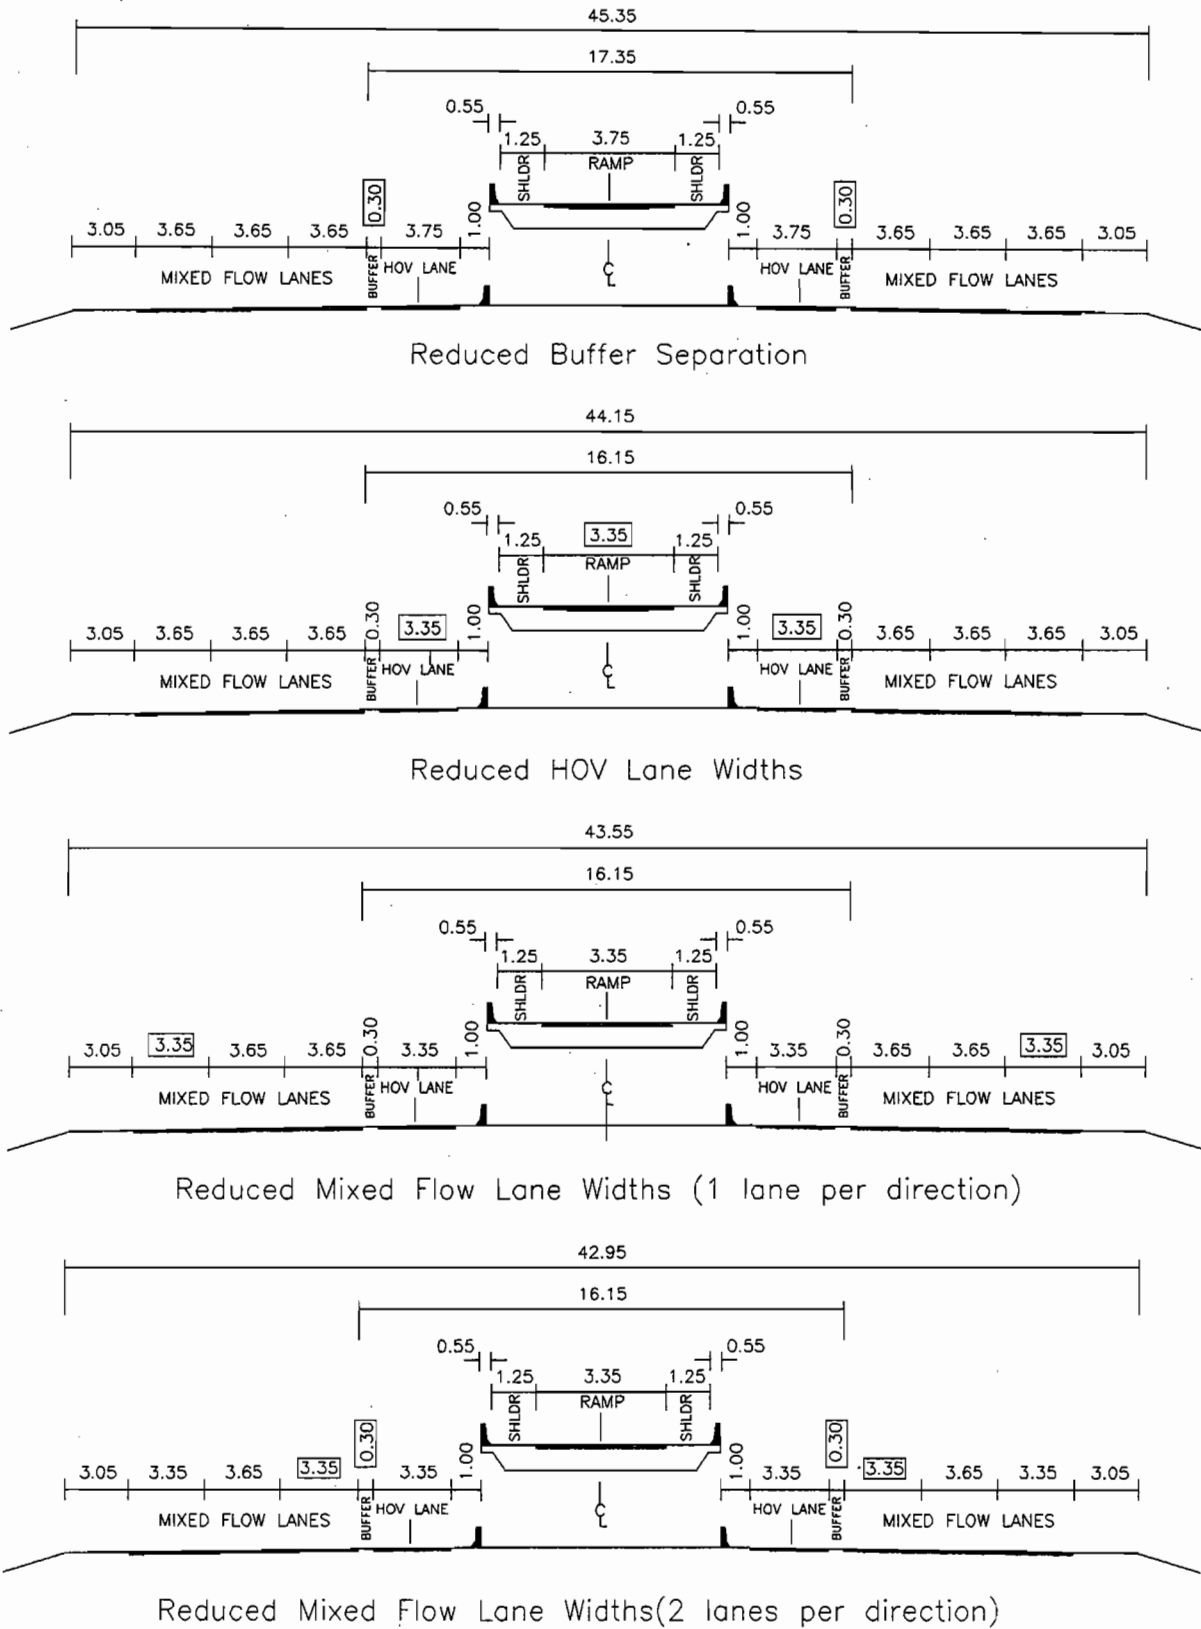 45.35
17.35
0.55 0.55
1.25 3.75 1.25
SHLDR RAMP SHLDR
3.05 3.65 3.65 3.65 0.30 3.75 1.00 1.00 3.75 0.30 3.65 3.65 3.65 3.05
MIXED FLOW LANES BUFFER HOV LANE CL HOV LANE BUFFER MIXED FLOW LANES
Reduced Buffer Separation
44.15
16.15
0.55 0.55
1.25 3.35 1.25
SHLDR RAMP SHLDR
3.05 3.65 3.65 3.65 0.30 3.35 1.00 1.00 3.35 0.30 3.65 3.65 3.65 3.05
MIXED FLOW LANES BUFFER HOV LANE CL HOV LANE BUFFER MIXED FLOW LANES
Reduced HOV Lane Widths
43.55
16.15
0.55 0.55
1.25 3.35 1.25
SHLDR RAMP SHLDR
3.05 3.35 3.65 3.65 0.30 3.35 1.00 1.00 3.35 0.30 3.65 3.65 3.35 3.05
MIXED FLOW LANES BUFFER HOV LANE CL HOV LANE BUFFER MIXED FLOW LANES
Reduced Mixed Flow Lane Widths (1 lane per direction)
42.95
16.15
0.55 0.55
1.25 3.35 1.25
SHLDR RAMP SHLDR
3.05 3.35 3.65 3.35 0.30 3.35 1.00 1.00 3.35 0.30 3.35 3.65 3.35 3.05
MIXED FLOW LANES BUFFER HOV LANE CL HOV LANE BUFFER MIXED FLOW LANES
Reduced Mixed Flow Lane Widths(2 lanes per direction)